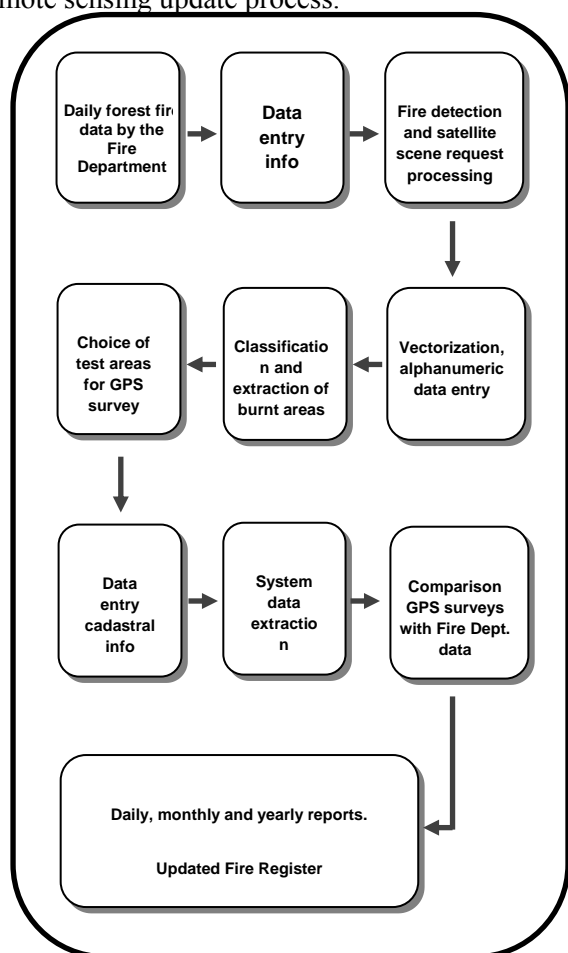 mote sensing update process.
Daily forest fir
data by the
Fire
Department
Data
entry
info
Fire detection
and satellite
scene request
processing
Vectorization,
alphanumeric
data entry
Classificatio
n and
extraction of
burnt areas
Choice of
test areas
for GPS
survey
Data
entry
cadastral
info
System
data
extractio
n
Comparison
GPS surveys
with Fire Dept.
data
Daily, monthly and yearly reports.
Updated Fire Register